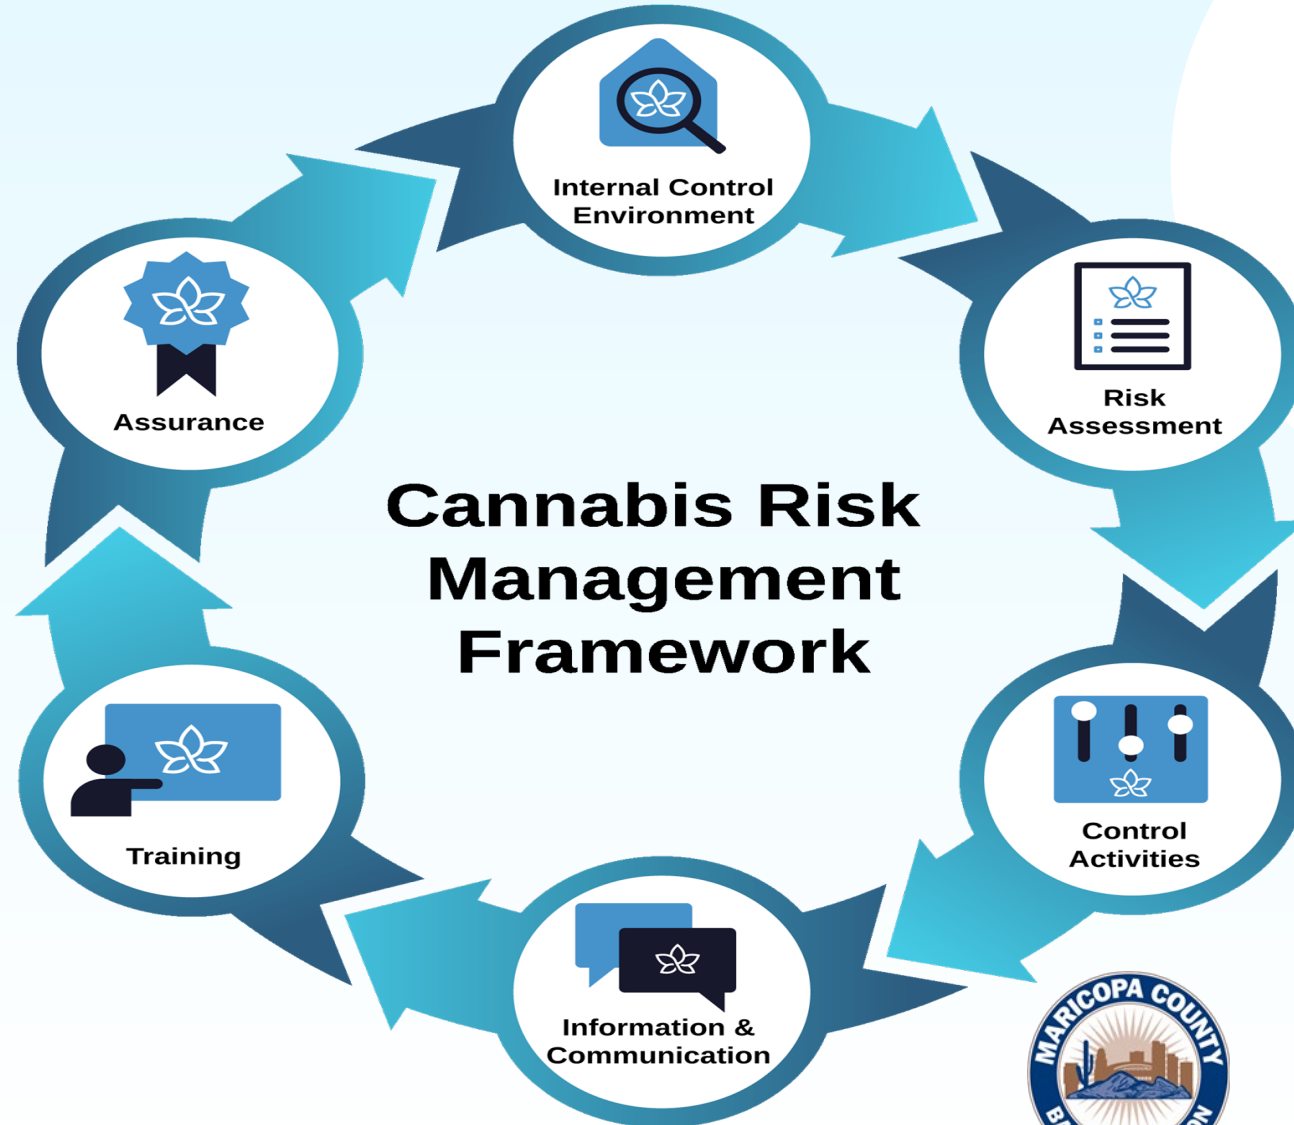 Internal Control
Environment
Risk
Assessment
Assurance
Cannabis Risk
Management
Framework
Training
Control
Activities
Information &
Communication
MARICOPA COUNTY